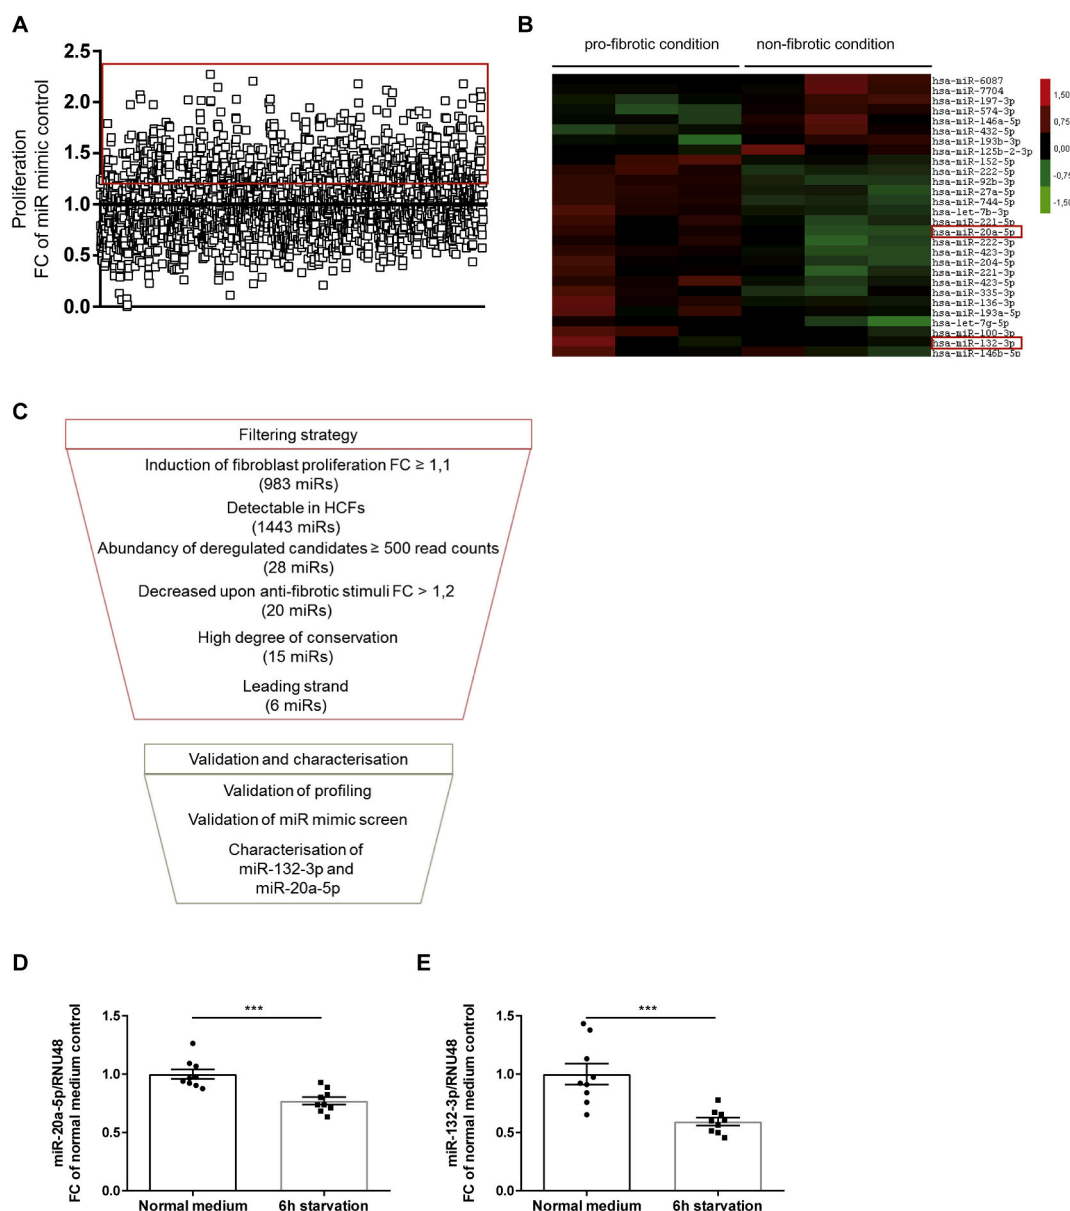 A
2.5
2.0
1.5
1.0
0.5
0.0
Proliferation
FC of miR mimic control
B
pro-fibrotic condition
non-fibrotic condition
hsa-miR-6087
hsa-miR-7704
hsa-miR-197-3p
hsa-miR-574-3p
hsa-miR-146a-5p
hsa-miR-432-5p
hsa-miR-193b-3p
hsa-miR-125b-2-3p
hsa-miR-152-5p
hsa-miR-222-5p
hsa-miR-92b-3p
hsa-miR-27a-5p
hsa-miR-744-5p
hsa-let-7b-3p
hsa-miR-221-5p
hsa-miR-20a-5p
hsa-miR-222-3p
hsa-miR-423-3p
hsa-miR-204-5p
hsa-miR-221-3p
hsa-miR-423-5p
hsa-miR-335-3p
hsa-miR-136-3p
hsa-miR-193a-5p
hsa-let-7g-5p
hsa-miR-100-3p
hsa-miR-132-3p
hsa-miR-146b-5p
1,50
0,75
0,00
-0,75
-1,50
C
Filtering strategy
Induction of fibroblast proliferation FC ≥ 1,1
(983 miRs)
Detectable in HCFs
(1443 miRs)
Abundancy of deregulated candidates ≥ 500 read counts
(28 miRs)
Decreased upon anti-fibrotic stimuli FC > 1,2
(20 miRs)
High degree of conservation
(15 miRs)
Leading strand
(6 miRs)
Validation and characterisation
Validation of profiling
Validation of miR mimic screen
Characterisation of
miR-132-3p and
miR-20a-5p
D
miR-20a-5p/RNU48
FC of normal medium control
1.5
1.0
0.5
0.0
***
Normal medium
6h starvation
E
miR-132-3p/RNU48
FC of normal medium control
1.5
1.0
0.5
0.0
***
Normal medium
6h starvation